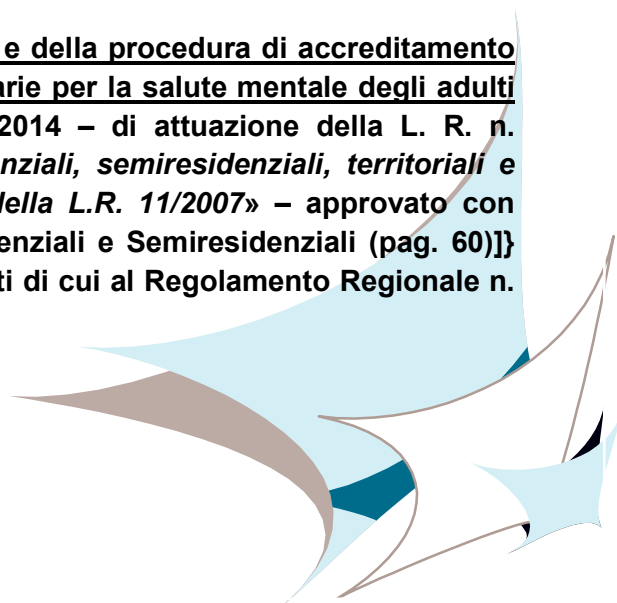 e della procedura di accreditamento
arie per la salute mentale degli adulti
2014 – di attuazione della L. R. n.
nziali, semiresidenziali, territoriali e
della L.R. 11/2007» – approvato con
enziali e Semiresidenziali (pag. 60)]}
ti di cui al Regolamento Regionale n.